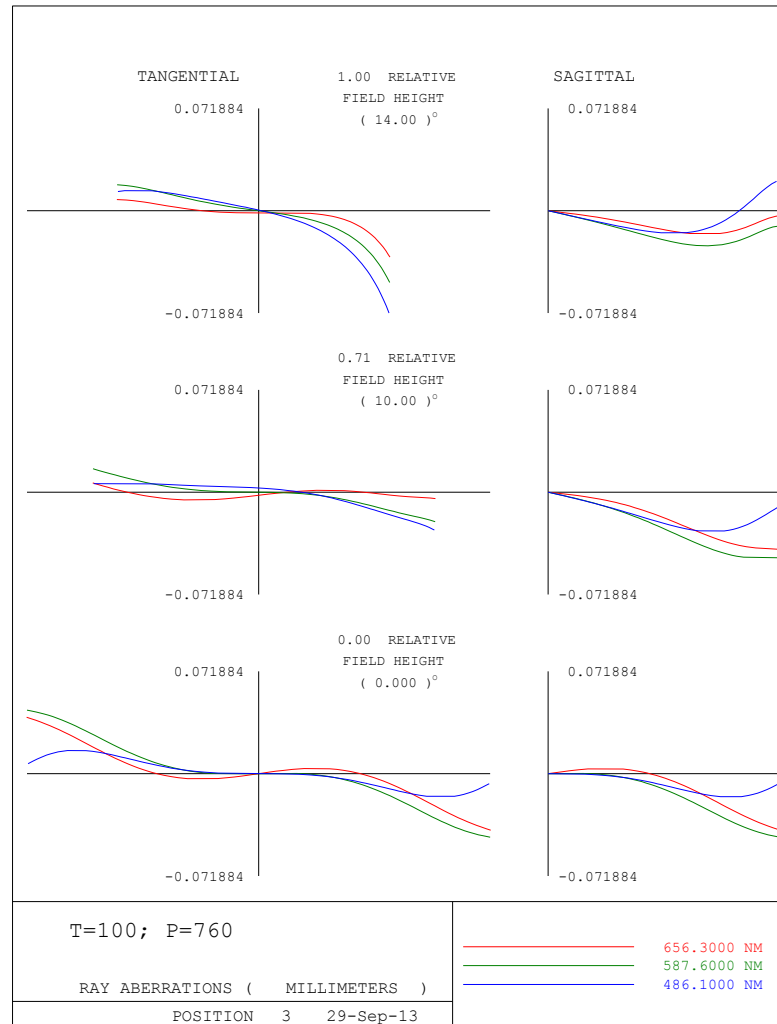 TANGENTIAL 1.00 RELATIVE SAGITTAL
FIELD HEIGHT
0.071884 ( 14.00 )° 0.071884
-0.071884 -0.071884
0.71 RELATIVE
FIELD HEIGHT
0.071884 ( 10.00 )° 0.071884
-0.071884 -0.071884
0.00 RELATIVE
FIELD HEIGHT
0.071884 ( 0.000 )° 0.071884
-0.071884 -0.071884
T=100; P=760
RAY ABERRATIONS ( MILLIMETERS )
POSITION 3 29-Sep-13
656.3000 NM
587.6000 NM
486.1000 NM